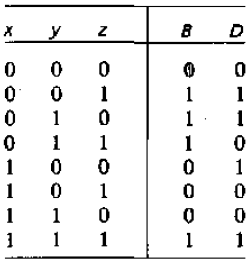 x y z B D
0 0 0 0 0
0 0 1 1 1
0 1 0 1 1
0 1 1 1 0
1 0 0 0 1
1 0 1 0 0
1 1 0 0 0
1 1 1 1 1